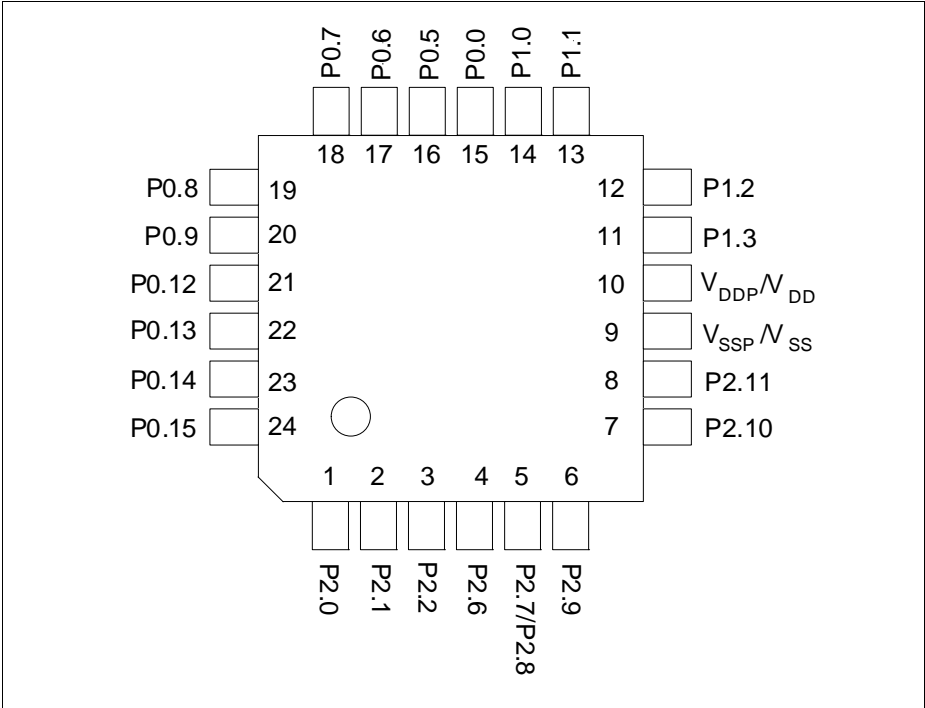 P0.7 P0.6 P0.5 P0.0 P1.0 P1.1
18 17 16 15 14 13
P0.8 19 12 P1.2
P0.9 20 11 P1.3
P0.12 21 10 VDDP/VDD
P0.13 22 9 VSSP/VSS
P0.14 23 8 P2.11
P0.15 24 7 P2.10
1 2 3 4 5 6
P2.0 P2.1 P2.2 P2.6 P2.7/P2.8 P2.9